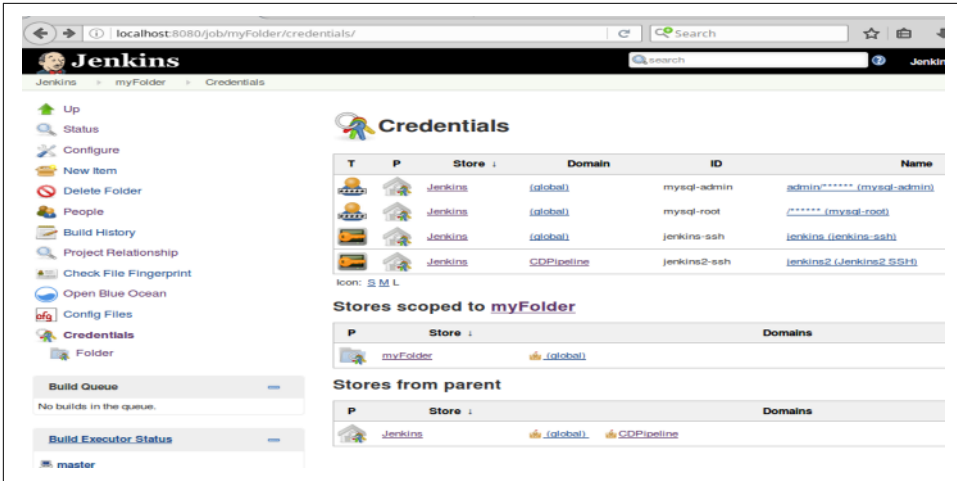 localhost:8080/job/myFolder/credentials/
Search
Jenkins
search
Jenkin
Jenkins
myFolder
Credentials
Up
Status
Configure
New Item
Delete Folder
People
Build History
Project Relationship
Check File Fingerprint
Open Blue Ocean
cfg Config Files
Credentials
Folder
Build Queue
No builds in the queue.
Build Executor Status
master
Credentials
T P Store ↓ Domain ID Name
Jenkins (global) mysql-admin admin/****** (mysql-admin)
Jenkins (global) mysql-root /****** (mysql-root)
Jenkins (global) jenkins-ssh jenkins (jenkins-ssh)
Jenkins CDPipeline jenkins2-ssh jenkins2 (Jenkins2 SSH)
Icon: S M L
Stores scoped to myFolder
P Store ↓ Domains
myFolder (global)
Stores from parent
P Store ↓ Domains
Jenkins (global) CDPipeline